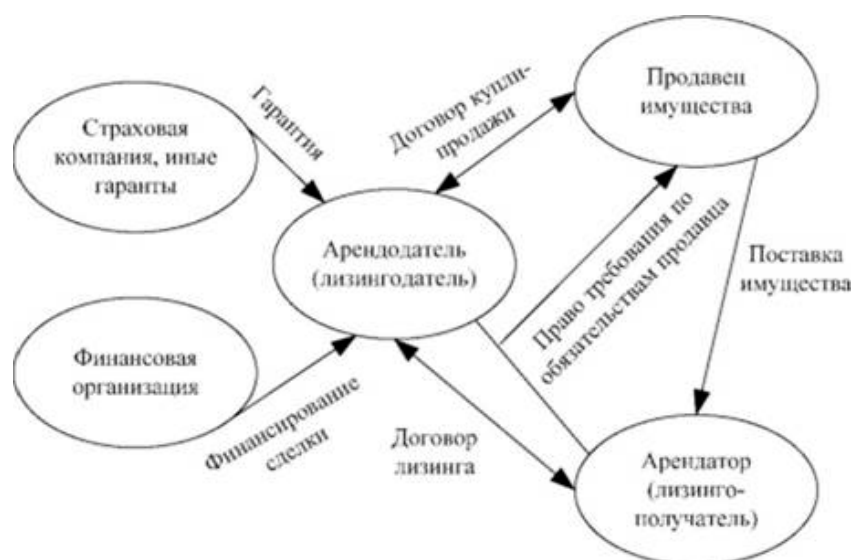 Страховая
компания, иные
гаранты
Гарантия
Договор купли-
продажи
Продавец
имущества
Арендодатель
(лизингодатель)
Право требования по
обязательствам продавца
Поставка
имущества
Финансовая
организация
Финансирование
сделки
Договор
лизинга
Арендатор
(лизинго-
получатель)